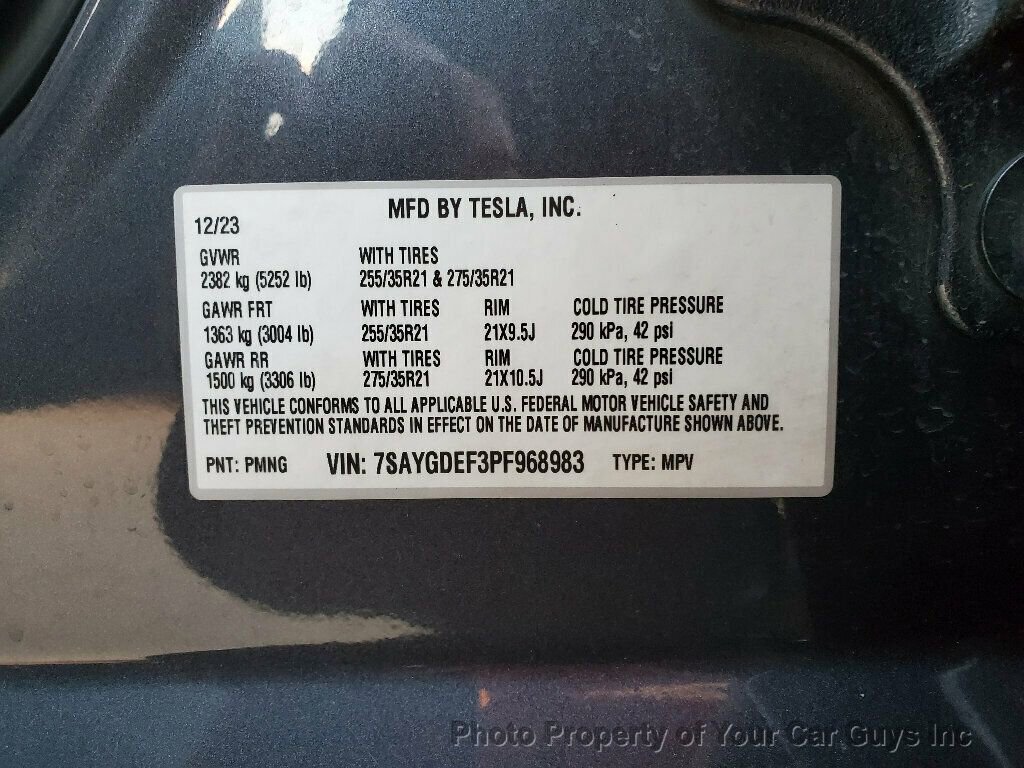 MFD BY TESLA, INC.
12/23
GVWR WITH TIRES
2382 kg (5252 lb) 255/35R21 & 275/35R21
GAWR FRT WITH TIRES RIM COLD TIRE PRESSURE
1363 kg (3004 lb) 255/35R21 21X9.5J 290 kPa, 42 psi
GAWR RR WITH TIRES RIM COLD TIRE PRESSURE
1500 kg (3306 lb) 275/35R21 21X10.5J 290 kPa, 42 psi
THIS VEHICLE CONFORMS TO ALL APPLICABLE U.S. FEDERAL MOTOR VEHICLE SAFETY AND
THEFT PREVENTION STANDARDS IN EFFECT ON THE DATE OF MANUFACTURE SHOWN ABOVE.
PNT: PMNG VIN: 7SAYGDEF3PF968983 TYPE: MPV
Photo Property of Your Car Guys Inc